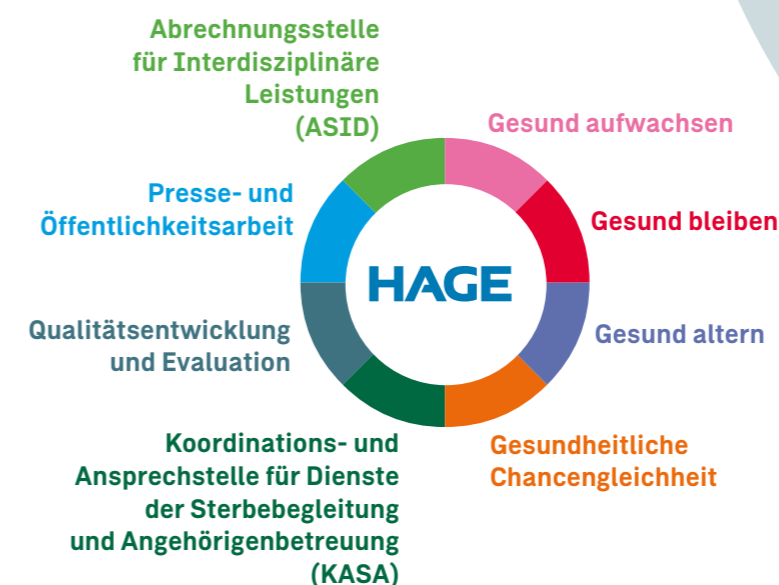 Abrechnungsstelle
für Interdisziplinäre
Leistungen
(ASID)
Gesund aufwachsen
Presse- und
Öffentlichkeitsarbeit
Gesund bleiben
HAGE
Qualitätsentwicklung
und Evaluation
Gesund altern
Koordinations- und
Ansprechstelle für Dienste
der Sterbebegleitung
und Angehörigenbetreuung
(KASA)
Gesundheitliche
Chancengleichheit